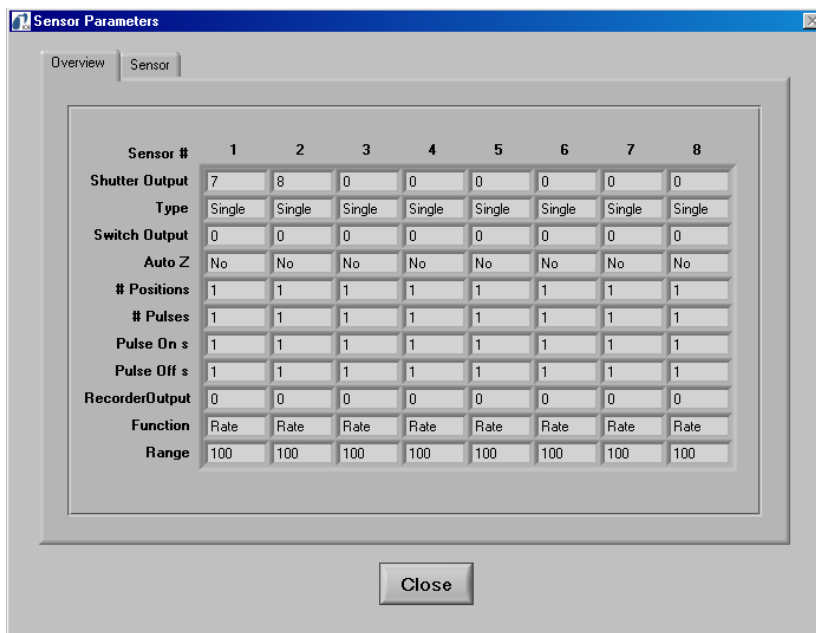 Sensor Parameters
Overview Sensor
Sensor # 1 2 3 4 5 6 7 8
Shutter Output 7 8 0 0 0 0 0 0
Type Single Single Single Single Single Single Single Single
Switch Output 0 0 0 0 0 0 0 0
Auto Z No No No No No No No No
# Positions 1 1 1 1 1 1 1 1
# Pulses 1 1 1 1 1 1 1 1
Pulse On s 1 1 1 1 1 1 1 1
Pulse Off s 1 1 1 1 1 1 1 1
RecorderOutput 0 0 0 0 0 0 0 0
Function Rate Rate Rate Rate Rate Rate Rate Rate
Range 100 100 100 100 100 100 100 100
Close